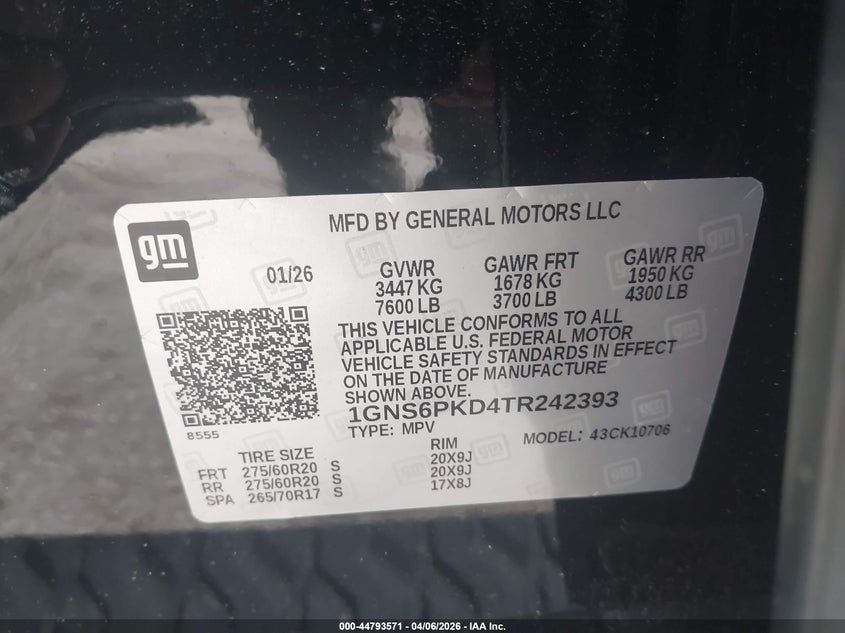 MFD BY GENERAL MOTORS LLC
gm
01/26
GVWR
3447 KG
7600 LB
GAWR FRT
1678 KG
3700 LB
GAWR RR
1950 KG
4300 LB
THIS VEHICLE CONFORMS TO ALL
APPLICABLE U.S. FEDERAL MOTOR
VEHICLE SAFETY STANDARDS IN EFFECT
ON THE DATE OF MANUFACTURE
SHOWN ABOVE.
1GNS6PKD4TR242393
TYPE: MPV
MODEL: 43CK10706
8555
TIRE SIZE
RIM
FRT 275/60R20 S 20X9J
RR 275/60R20 S 20X9J
SPA 265/70R17 S 17X8J
000-44793571 - 04/06/2026 - IAA Inc.